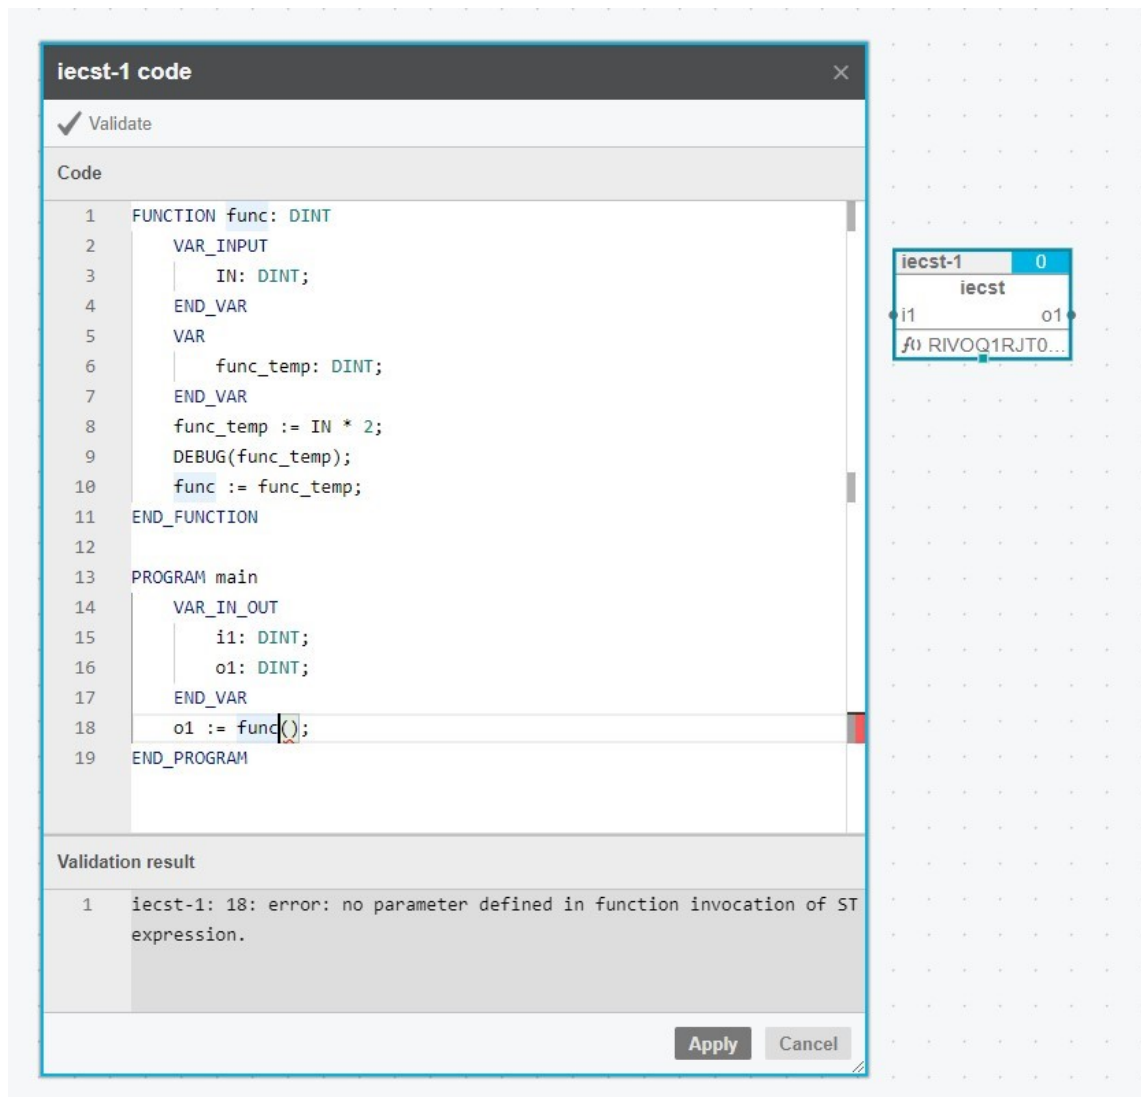 iecst-1 code
Validate
Code
1 FUNCTION func: DINT
2 VAR_INPUT
3 IN: DINT;
4 END_VAR
5 VAR
6 func_temp: DINT;
7 END_VAR
8 func_temp := IN * 2;
9 DEBUG(func_temp);
10 func := func_temp;
11 END_FUNCTION
12
13 PROGRAM main
14 VAR_IN_OUT
15 i1: DINT;
16 o1: DINT;
17 END_VAR
18 o1 := func();
19 END_PROGRAM
Validation result
1 iecst-1: 18: error: no parameter defined in function invocation of ST
expression.
Apply Cancel
iecst-1 0
iecst
i1 o1
f() RIVOQ1RJT0...